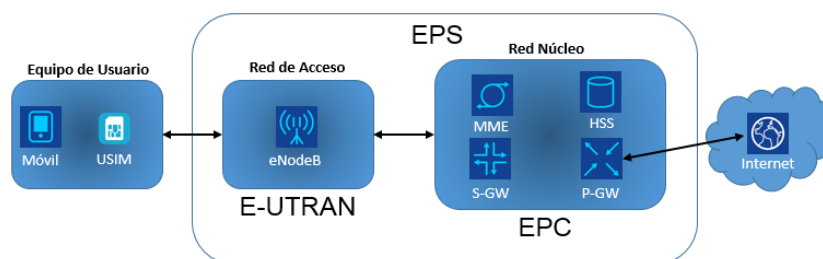 EPS
Equipo de Usuario
Móvil
USIM
Red de Acceso
eNodeB
E-UTRAN
Red Núcleo
MME
HSS
S-GW
P-GW
EPC
Internet